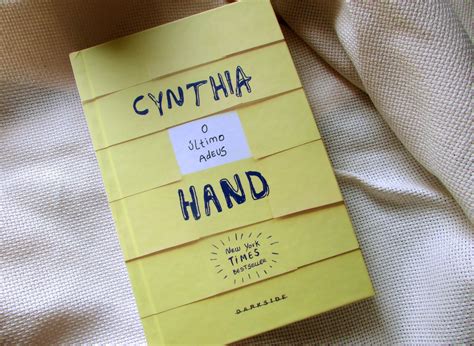 CYNTHIA
O
ÚLTIMO
ADEUS
HAND
NEW YORK
TIMES
BESTSELLER
DARKSIDE